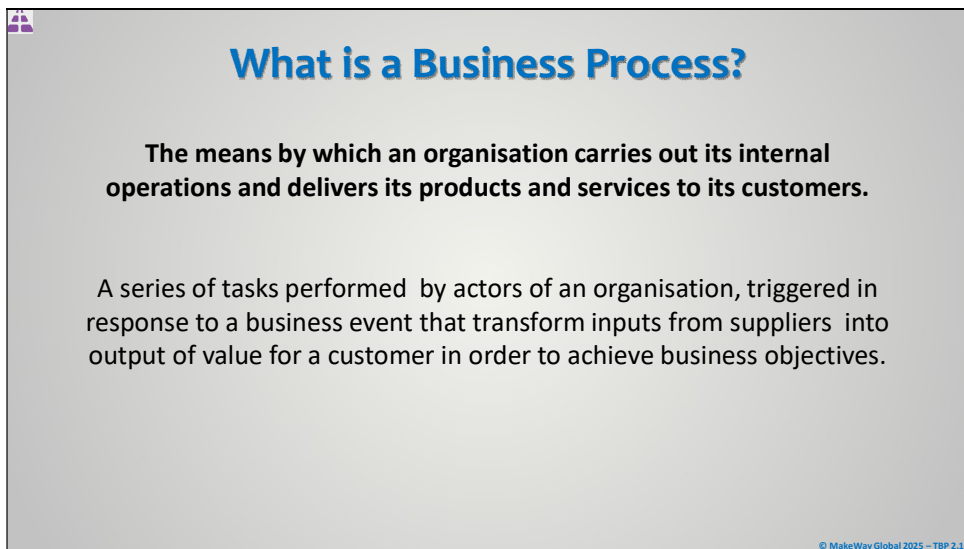 What is a Business Process?
The means by which an organisation carries out its internal
operations and delivers its products and services to its customers.
A series of tasks performed  by actors of an organisation, triggered in
response to a business event that transform inputs from suppliers  into
output of value for a customer in order to achieve business objectives.
© MakeWay Global 2025 – TBP 2.1